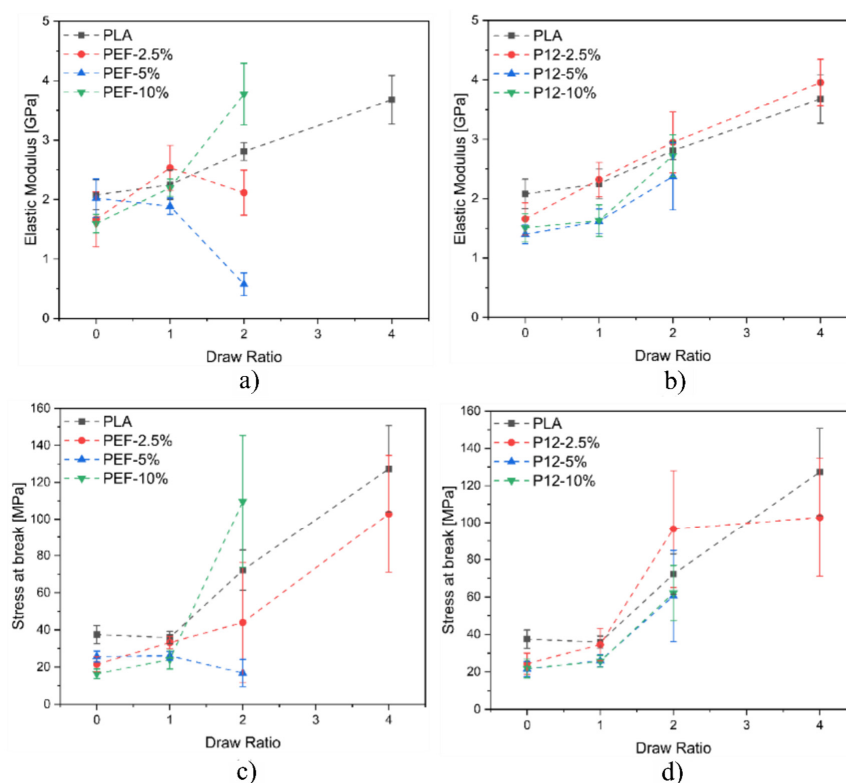 5
4
3
2
1
0
0 1 2 3 4
Elastic Modulus [GPa]
Draw Ratio
PLA
PEF-2.5%
PEF-5%
PEF-10%
a)
5
4
3
2
1
0
0 1 2 3 4
Elastic Modulus [GPa]
Draw Ratio
PLA
P12-2.5%
P12-5%
P12-10%
b)
160
140
120
100
80
60
40
20
0
0 1 2 3 4
Stress at break [MPa]
Draw Ratio
PLA
PEF-2.5%
PEF-5%
PEF-10%
c)
160
140
120
100
80
60
40
20
0
0 1 2 3 4
Stress at break [MPa]
Draw Ratio
PLA
P12-2.5%
P12-5%
P12-10%
d)